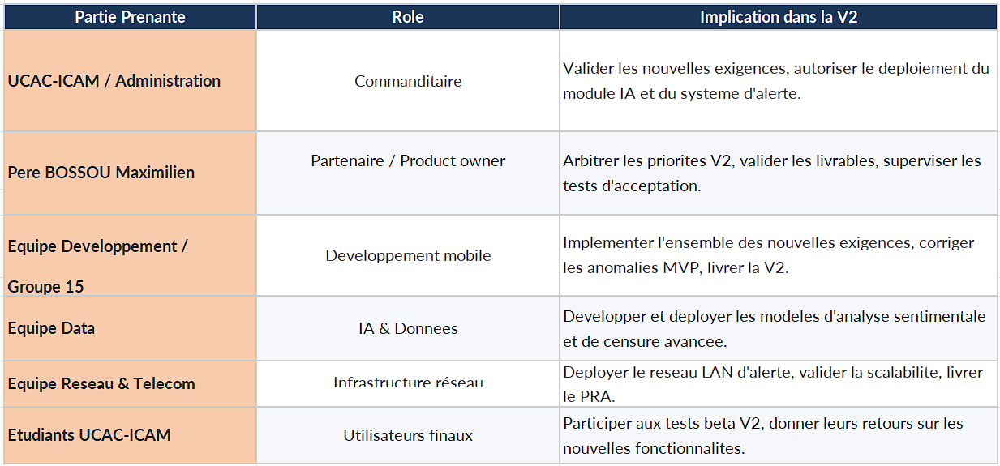 Partie Prenante Role Implication dans la V2
UCAC-ICAM / Administration Commanditaire Valider les nouvelles exigences, autoriser le deploiement du
module IA et du systeme d'alerte.
Pere BOSSOU Maximilien Partenaire / Product owner Arbitrer les priorites V2, valider les livrables, superviser les
tests d'acceptation.
Equipe Developpement /
Groupe 15
Developpement mobile
Implementer l'ensemble des nouvelles exigences, corriger
les anomalies MVP, livrer la V2.
Equipe Data IA & Donnees Developper et deployer les modeles d'analyse sentimentale
et de censure avancee.
Equipe Reseau & Telecom Infrastructure réseau Deployer le reseau LAN d'alerte, valider la scalabilite, livrer
le PRA.
Etudiants UCAC-ICAM Utilisateurs finaux Participer aux tests beta V2, donner leurs retours sur les
nouvelles fonctionnalites.